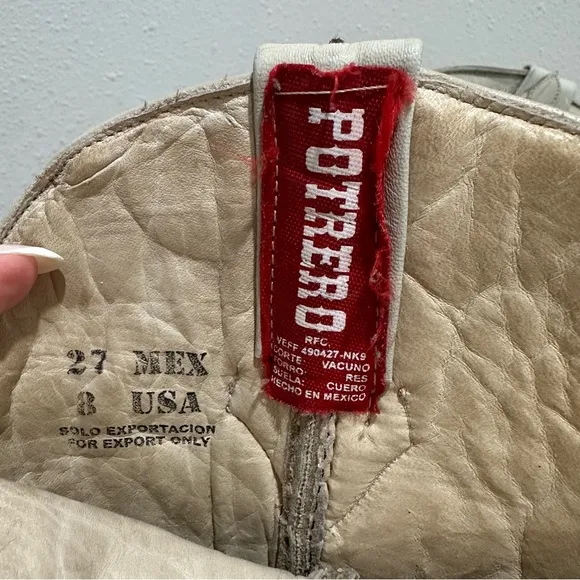 POTRERO
RFC.
VEFF 490427-NK9
CORTE: VACUNO
FORRO: RES
SUELA: CUERO
HECHO EN MEXICO
27 MEX
8 USA
SOLO EXPORTACION
FOR EXPORT ONLY